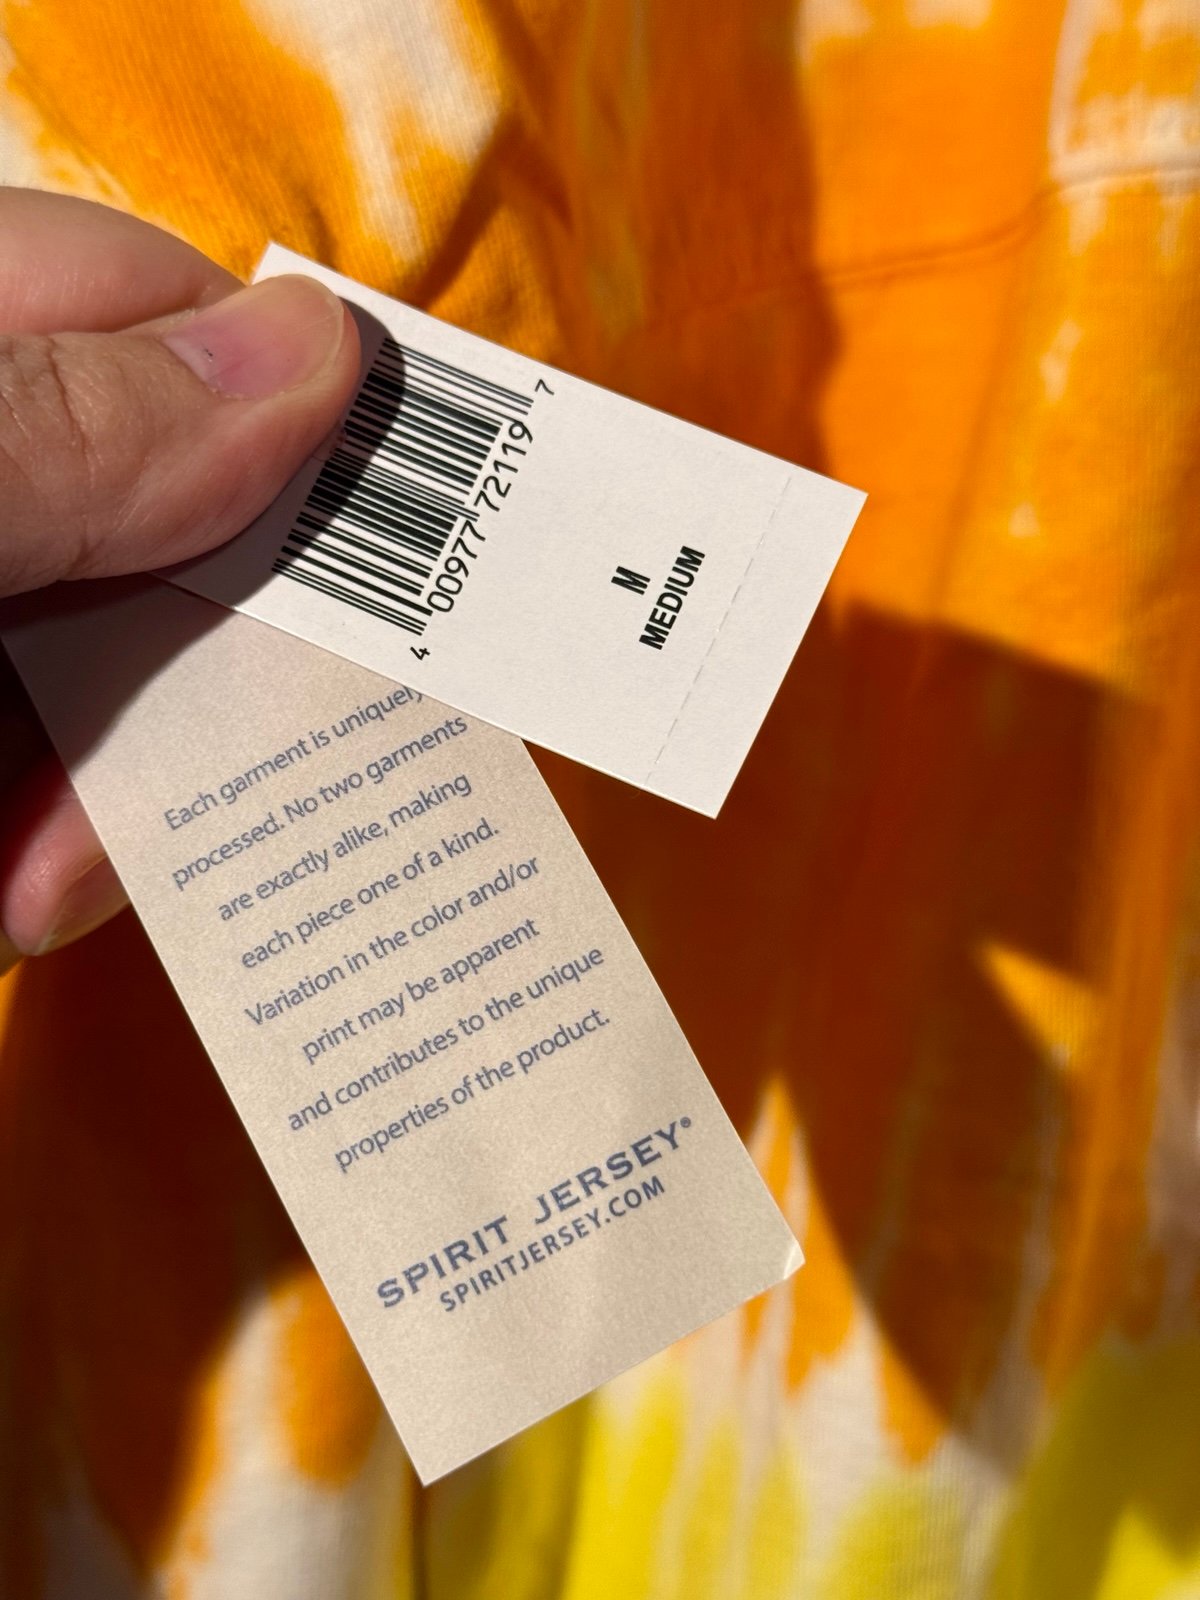 4 00977 72119 7
M
MEDIUM
Each garment is uniquely
processed. No two garments
are exactly alike, making
each piece one of a kind.
Variation in the color and/or
print may be apparent
and contributes to the unique
properties of the product.
SPIRIT JERSEY®
SPIRITJERSEY.COM